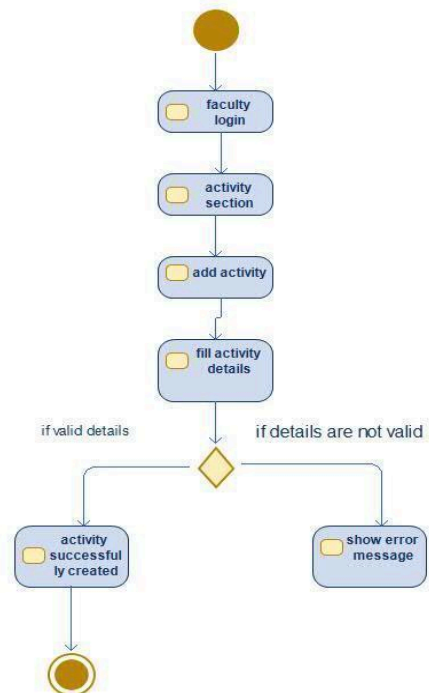 faculty
login
activity
section
add activity
fill activity
details
if valid details
if details are not valid
activity
successful
ly created
show error
message